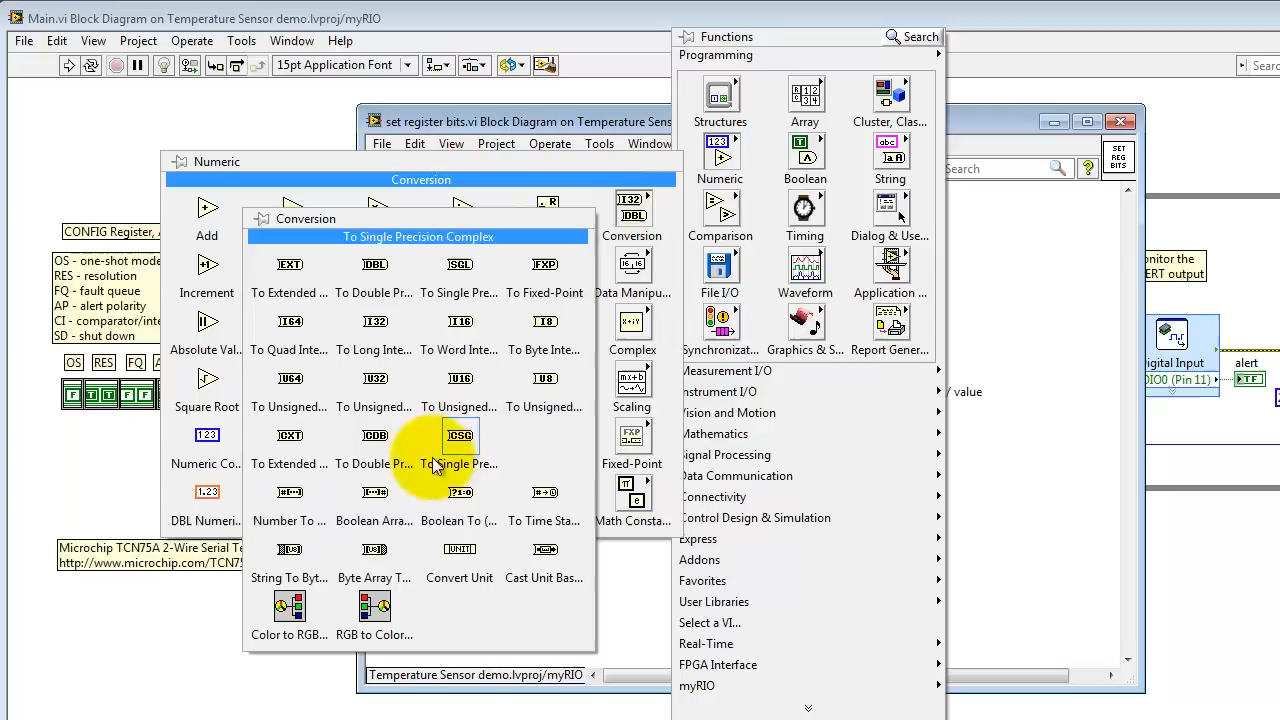 Main.vi Block Diagram on Temperature Sensor demo.lvproj/myRIO
File Edit View Project Operate Tools Window Help
15pt Application Font
Searc
Functions
Search
Programming
Structures Array Cluster, Clas...
Numeric Boolean String
Comparison Timing Dialog & Use...
File I/O Waveform Application ...
Synchronizat... Graphics & S... Report Gener...
Measurement I/O
Instrument I/O
Vision and Motion
Mathematics
Signal Processing
Data Communication
Connectivity
Control Design & Simulation
Express
Addons
Favorites
User Libraries
Select a VI...
Real-Time
FPGA Interface
myRIO
set register bits.vi Block Diagram on Temperature Sens
File Edit View Project Operate Tools Window
Search
SET
REG
BITS
Numeric
Conversion
Add
Increment
Absolute Val...
Square Root
Numeric Co...
DBL Numeri...
Conversion
Data Manipu...
Complex
Scaling
Fixed-Point
Math Consta...
Conversion
To Single Precision Complex
EXT DBL SGL FXP
To Extended ... To Double Pr... To Single Pre... To Fixed-Point
I64 I32 I16 I8
To Quad Inte... To Long Inte... To Word Inte... To Byte Inte...
U64 U32 U16 U8
To Unsigned... To Unsigned... To Unsigned... To Unsigned...
CXT CDB CSG
To Extended ... To Double Pr... To Single Pre...
Number To ... Boolean Arra... Boolean To (... To Time Sta...
String To Byt... Byte Array T... Convert Unit Cast Unit Bas...
Color to RGB... RGB to Color...
CONFIG Register, A
OS - one-shot mode
RES - resolution
FQ - fault queue
AP - alert polarity
CI - comparator/inte
SD - shut down
OS RES FQ A
F T T F F
Microchip TCN75A 2-Wire Serial Te
http://www.microchip.com/TCN75
onitor the
ERT output
igital Input
DIO0 (Pin 11)
alert
TF
/ value
Temperature Sensor demo.lvproj/myRIO